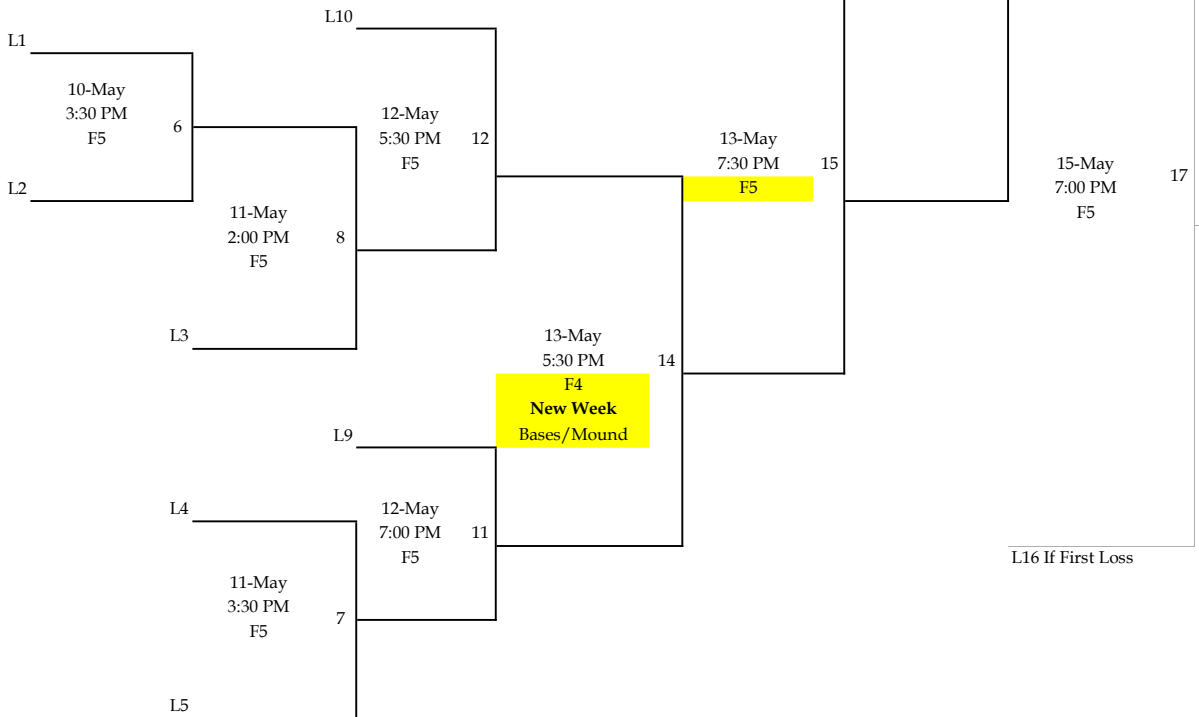 L10
L1
10-May
3:30 PM
F5
6
L2
12-May
5:30 PM
F5
12
11-May
2:00 PM
F5
8
L3
13-May
7:30 PM
F5
15
15-May
7:00 PM
F5
17
13-May
5:30 PM
F4
New Week
Bases/Mound
14
L9
L4
12-May
7:00 PM
F5
11
11-May
3:30 PM
F5
7
L5
L16 If First Loss